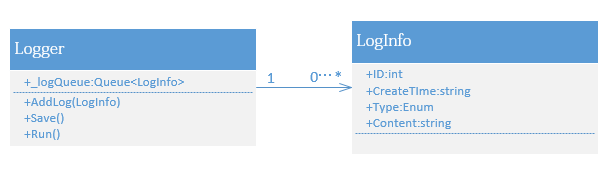 Logger
+_logQueue:Queue<LogInfo>
+AddLog(LogInfo)
+Save()
+Run()
1
0…*
LogInfo
+ID:int
+CreateTIme:string
+Type:Enum
+Content:string